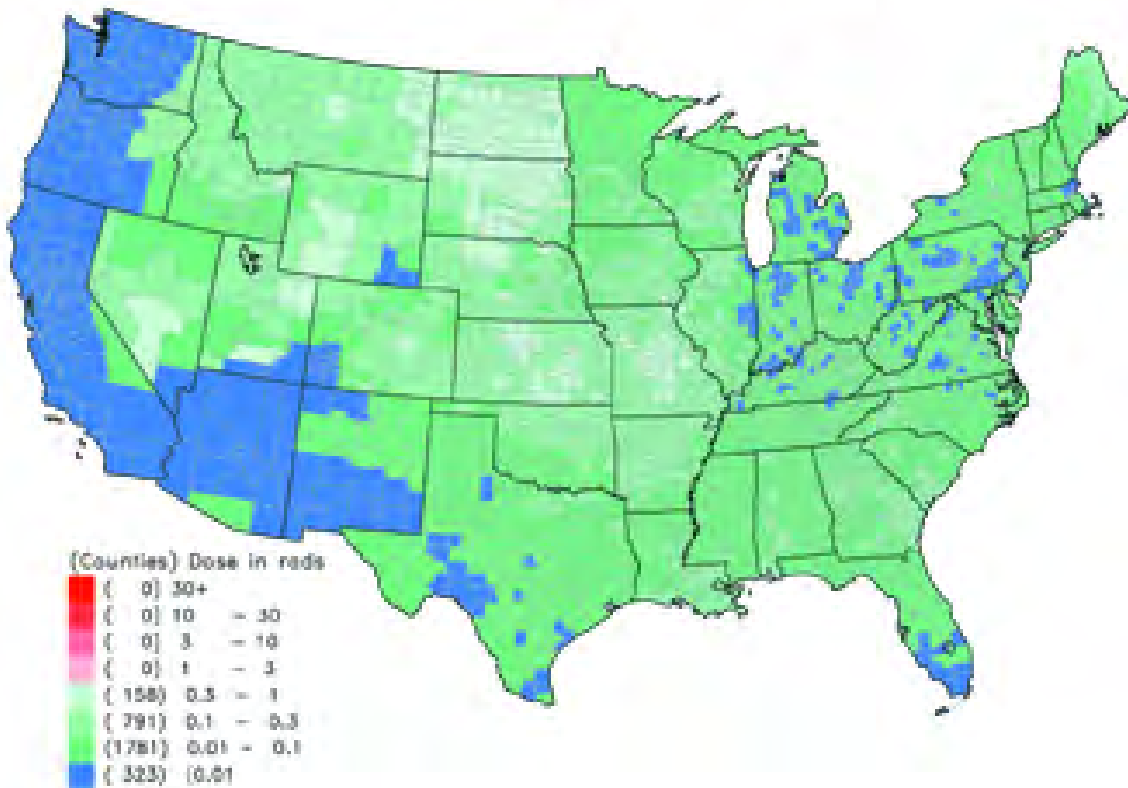 (Counties) Dose in rads
( 0) 30+
( 0) 10 - 30
( 0) 3 - 10
( 0) 1 - 3
( 158) 0.3 - 1
( 791) 0.1 - 0.3
(1781) 0.01 - 0.1
( 323) (0.01